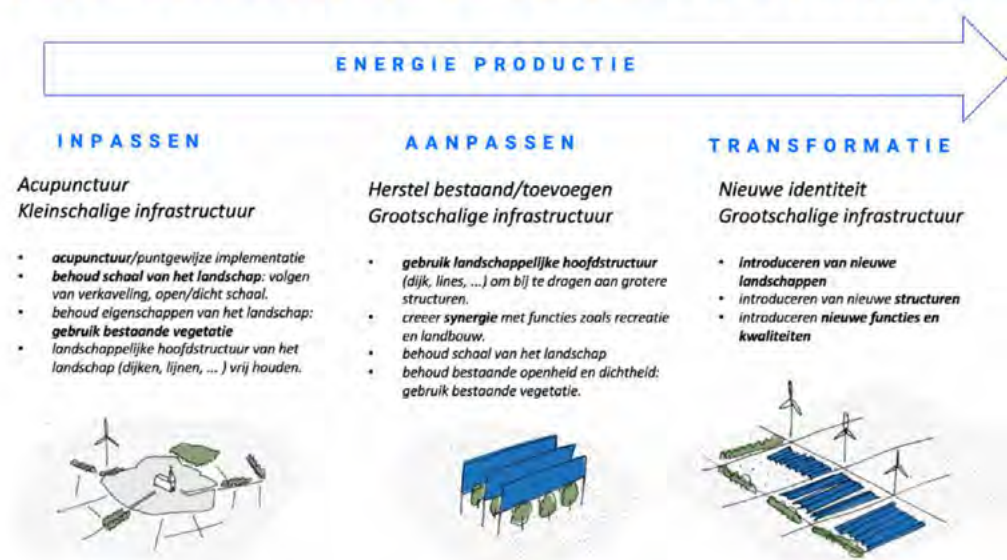 ENERGIE PRODUCTIE
INPASSEN
Acupunctuur
Kleinschalige infrastructuur
• acupunctuur/puntgewijze implementatie
• behoud schaal van het landschap: volgen
van verkaveling, open/dicht schaal.
• behoud eigenschappen van het landschap:
gebruik bestaande vegetatie
• landschappelijke hoofdstructuur van het
landschap (dijken, lijnen, ... ) vrij houden.
AANPASSEN
Herstel bestaand/toevoegen
Grootschalige infrastructuur
• gebruik landschappelijke hoofdstructuur
(dijk, lines, ...) om bij te dragen aan grotere
structuren.
• creeer synergie met functies zoals recreatie
en landbouw.
• behoud schaal van het landschap
• behoud bestaande openheid en dichtheid:
gebruik bestaande vegetatie.
TRANSFORMATIE
Nieuwe identiteit
Grootschalige infrastructuur
• introduceren van nieuwe
landschappen
• introduceren van nieuwe structuren
• introduceren nieuwe functies en
kwaliteiten